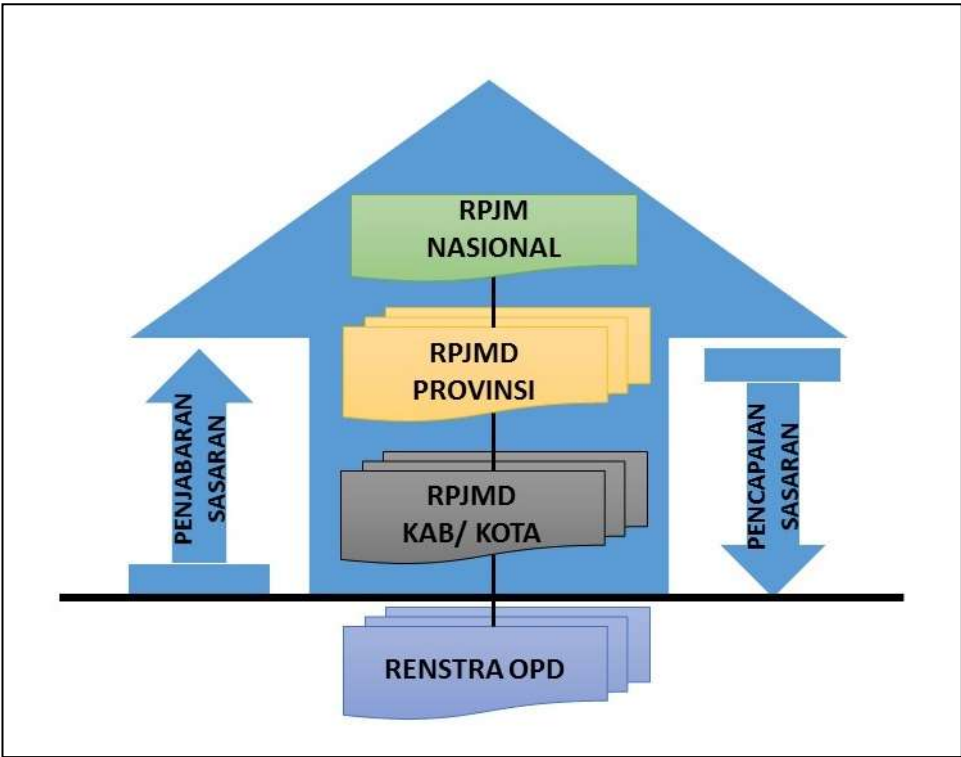 RPJM
NASIONAL
RPJMD
PROVINSI
PENJABARAN
SASARAN
PENCAPAIAN
SASARAN
RPJMD
KAB/ KOTA
RENSTRA OPD